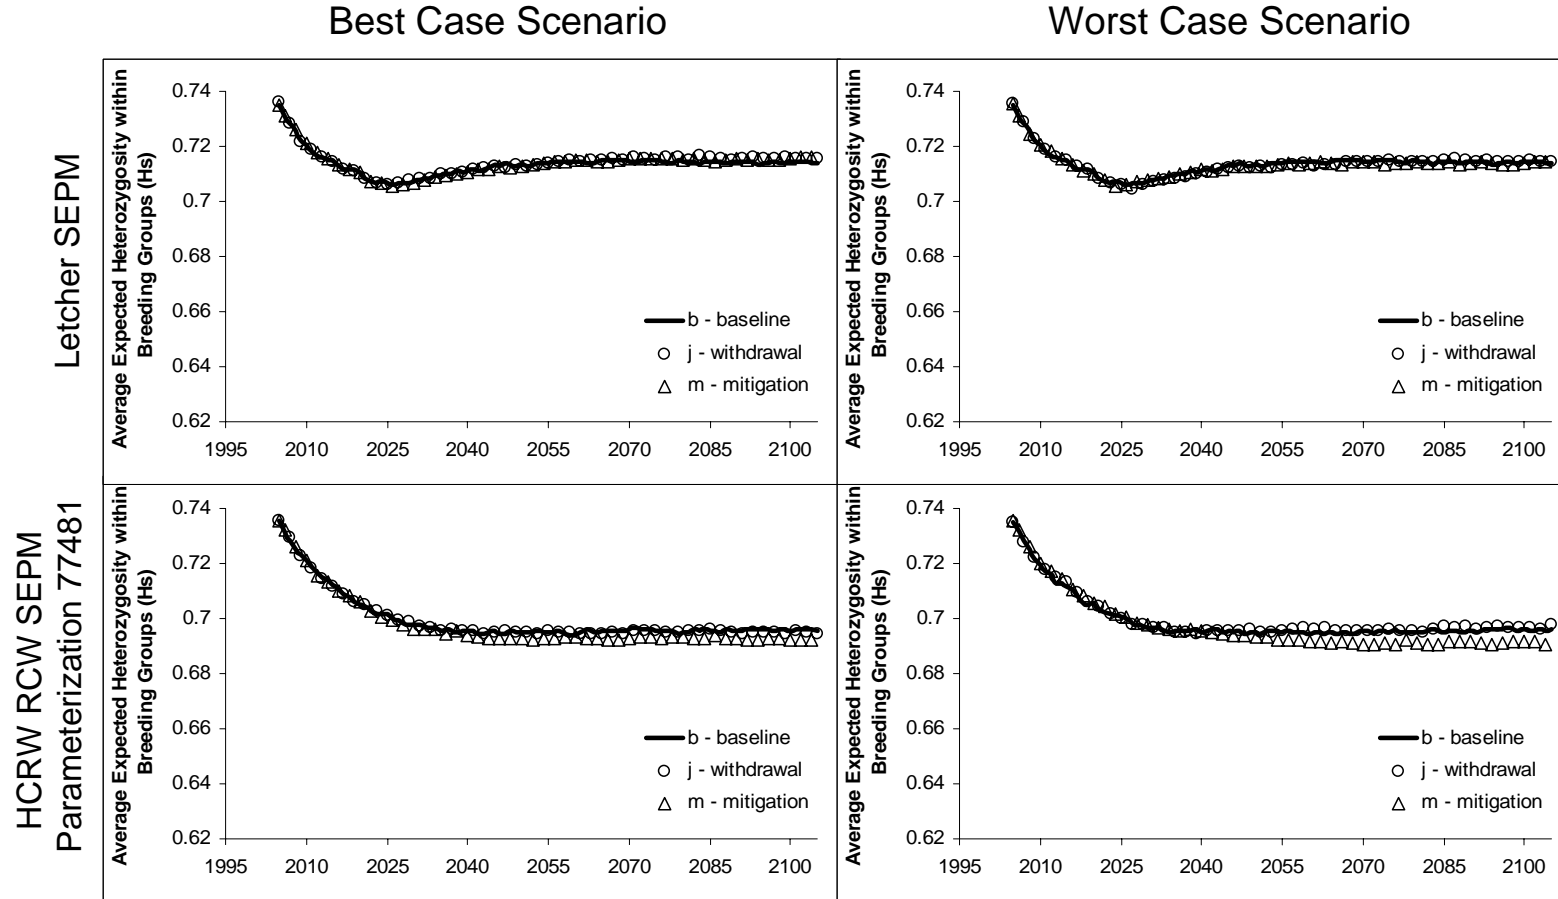 Best Case Scenario
Worst Case Scenario
Letcher SEPM
Average Expected Heterozygosity within
Breeding Groups (Hs)
0.74
0.72
0.7
0.68
0.66
0.64
0.62
1995 2010 2025 2040 2055 2070 2085 2100
b - baseline
j - withdrawal
m - mitigation
Average Expected Heterozygosity within
Breeding Groups (Hs)
0.74
0.72
0.7
0.68
0.66
0.64
0.62
1995 2010 2025 2040 2055 2070 2085 2100
b - baseline
j - withdrawal
m - mitigation
HCRW RCW SEPM
Parameterization 77481
Average Expected Heterozygosity within
Breeding Groups (Hs)
0.74
0.72
0.7
0.68
0.66
0.64
0.62
1995 2010 2025 2040 2055 2070 2085 2100
b - baseline
j - withdrawal
m - mitigation
Average Expected Heterozygosity within
Breeding Groups (Hs)
0.74
0.72
0.7
0.68
0.66
0.64
0.62
1995 2010 2025 2040 2055 2070 2085 2100
b - baseline
j - withdrawal
m - mitigation